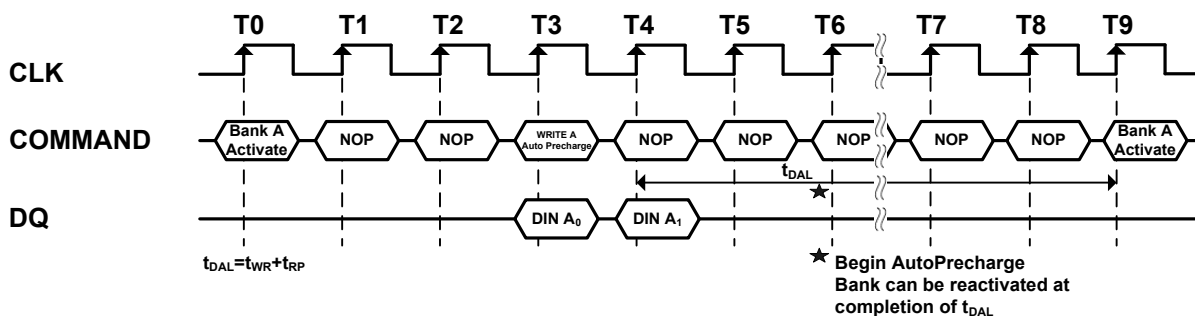 T0 T1 T2 T3 T4 T5 T6 T7 T8 T9
CLK
COMMAND
Bank A
Activate
NOP
NOP
WRITE A
Auto Precharge
NOP
NOP
NOP
NOP
NOP
Bank A
Activate
tDAL
DQ
DIN A0
DIN A1
tDAL=tWR+tRP
★ Begin AutoPrecharge
Bank can be reactivated at
completion of tDAL